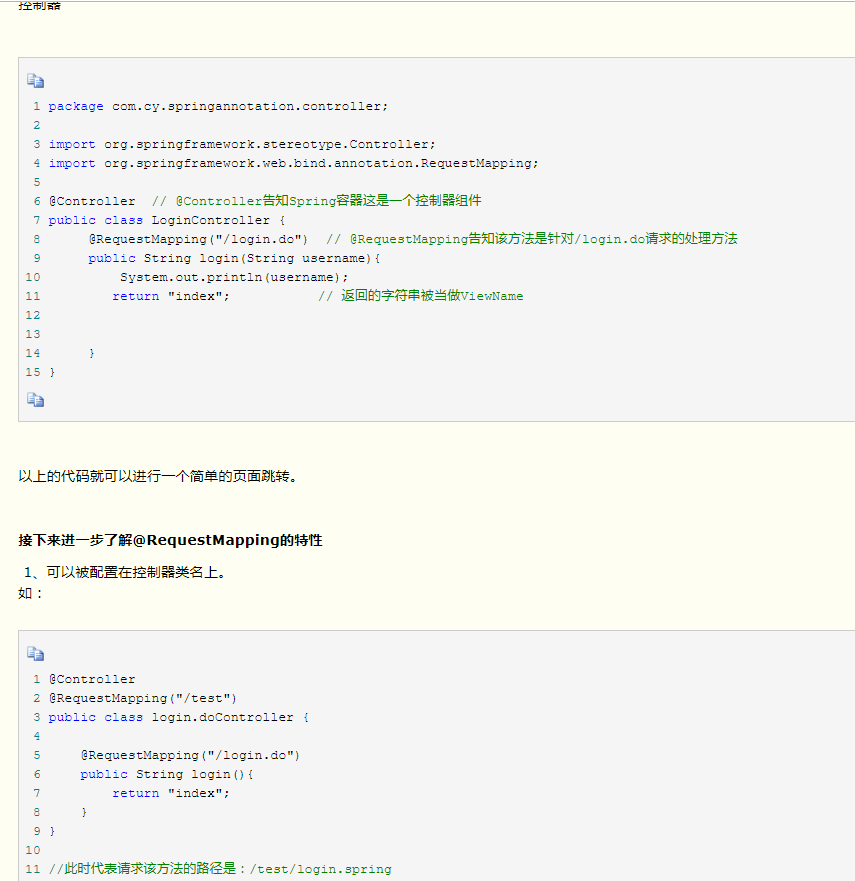 控制器
1 package com.cy.springannotation.controller;
2
3 import org.springframework.stereotype.Controller;
4 import org.springframework.web.bind.annotation.RequestMapping;
5
6 @Controller  // @Controller告知Spring容器这是一个控制器组件
7 public class LoginController {
8      @RequestMapping("/login.do")  // @RequestMapping告知该方法是针对/login.do请求的处理方法
9      public String login(String username){
10          System.out.println(username);
11         return "index";           // 返回的字符串被当做ViewName
12
13
14      }
15 }
以上的代码就可以进行一个简单的页面跳转。
接下来进一步了解@RequestMapping的特性
1、可以被配置在控制器类名上。
如：
1 @Controller
2 @RequestMapping("/test")
3 public class login.doController {
4
5     @RequestMapping("/login.do")
6     public String login(){
7         return "index";
8     }
9 }
10
11 //此时代表请求该方法的路径是：/test/login.spring